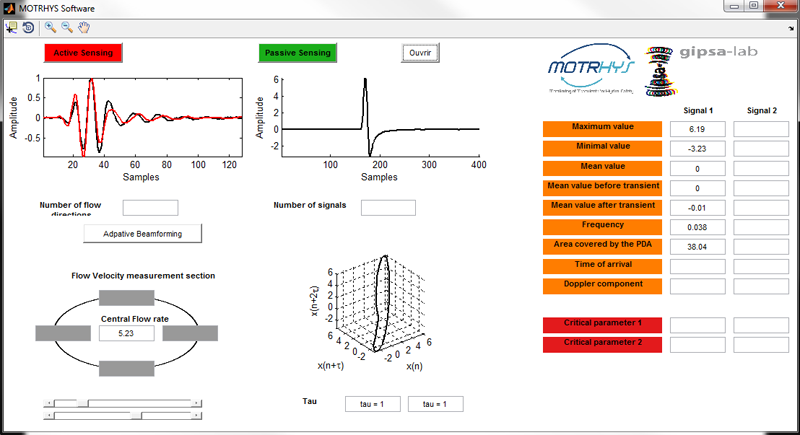 MOTRHYS Software
Active Sensing
Passive Sensing
Ouvrir
MOTRHYS
gipsa-lab
Amplitude
1
0.5
0
-0.5
20 40 60 80 100 120
Samples
Amplitude
6
4
2
0
-2
100 200 300 400
Samples
Number of flow
directions
Number of signals
Adpative Beamforming
Flow Velocity measurement section
Central Flow rate
5.23
x(n+2τ)
6
4
2
0
-2
6 4 2 0 -2
-2 0 2 4 6
x(n+τ)
x(n)
Tau
tau = 1
tau = 1
Signal 1 Signal 2
Maximum value 6.19
Minimal value -3.23
Mean value 0
Mean value before transient 0
Mean value after transient -0.01
Frequency 0.038
Area covered by the PDA 38.04
Time of arrival
Doppler component
Critical parameter 1
Critical parameter 2